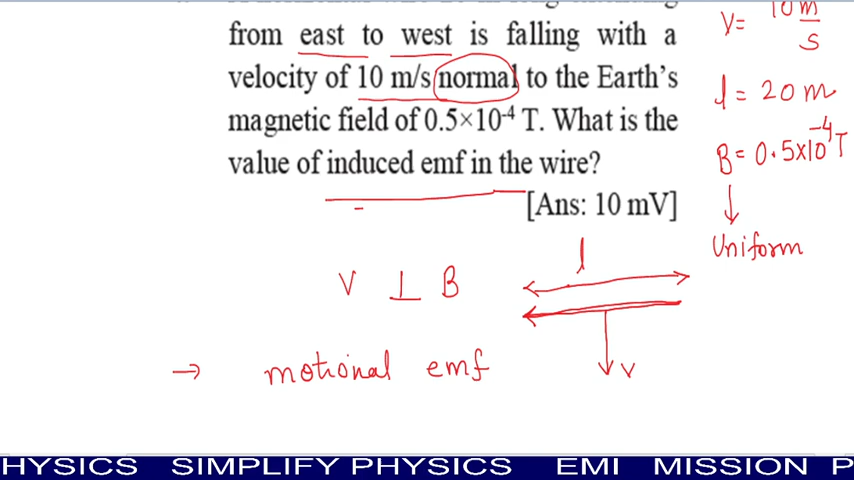 from east to west is falling with a
velocity of 10 m/s normal to the Earth's
magnetic field of 0.5×10⁻⁴ T. What is the
value of induced emf in the wire?
[Ans: 10 mV]
V = 10 m/s
l = 20 m
B = 0.5×10⁻⁴T
↓
Uniform
l
V ⊥ B
V
→ motional emf
HYSICS SIMPLIFY PHYSICS EMI MISSION P